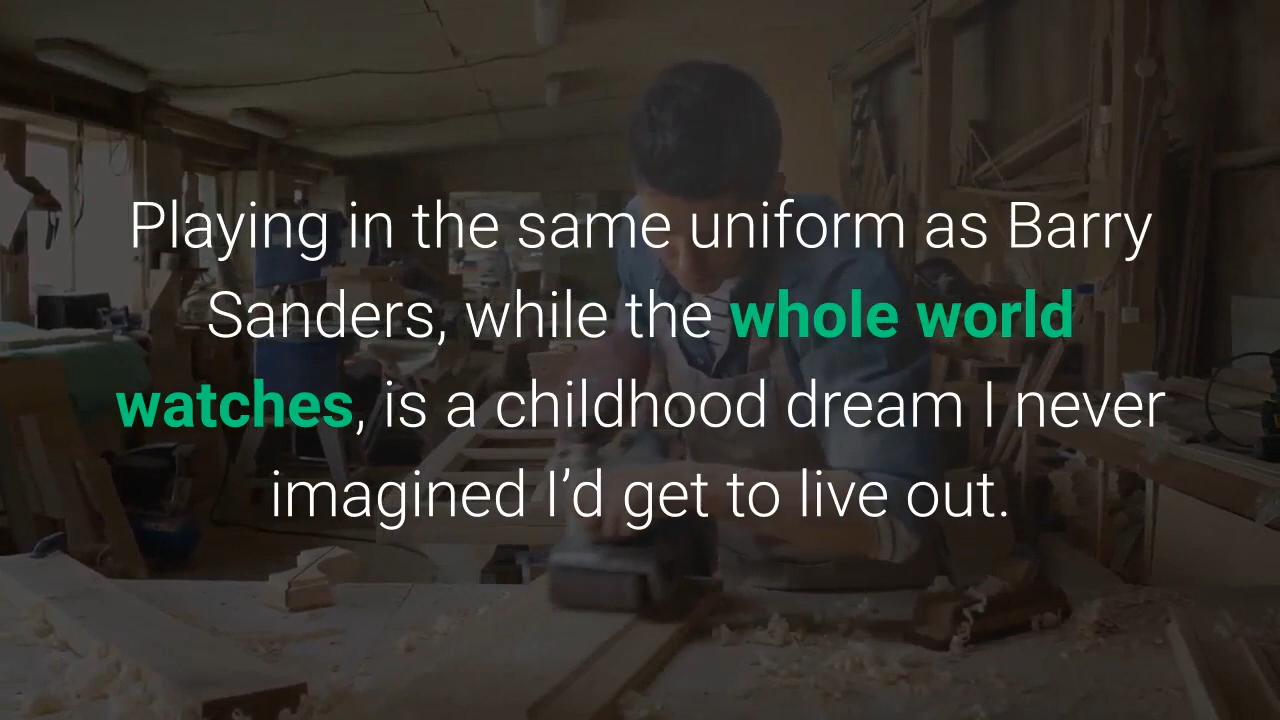 Playing in the same uniform as Barry
Sanders, while the whole world
watches, is a childhood dream I never
imagined I’d get to live out.